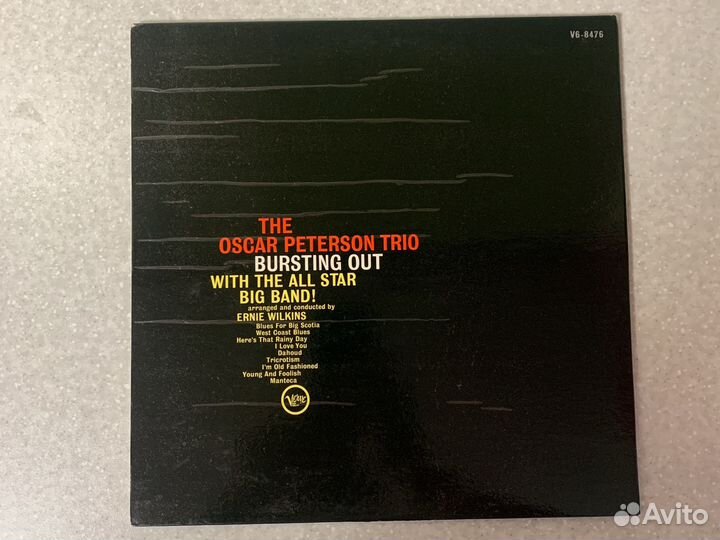 V6-8476
THE
OSCAR PETERSON TRIO
BURSTING OUT
WITH THE ALL STAR
BIG BAND!
arranged and conducted by
ERNIE WILKINS
Blues For Big Scotia
West Coast Blues
Here's That Rainy Day
I Love You
Dahoud
Tricrotism
I'm Old Fashioned
Young And Foolish
Manteca
Verve
Avito